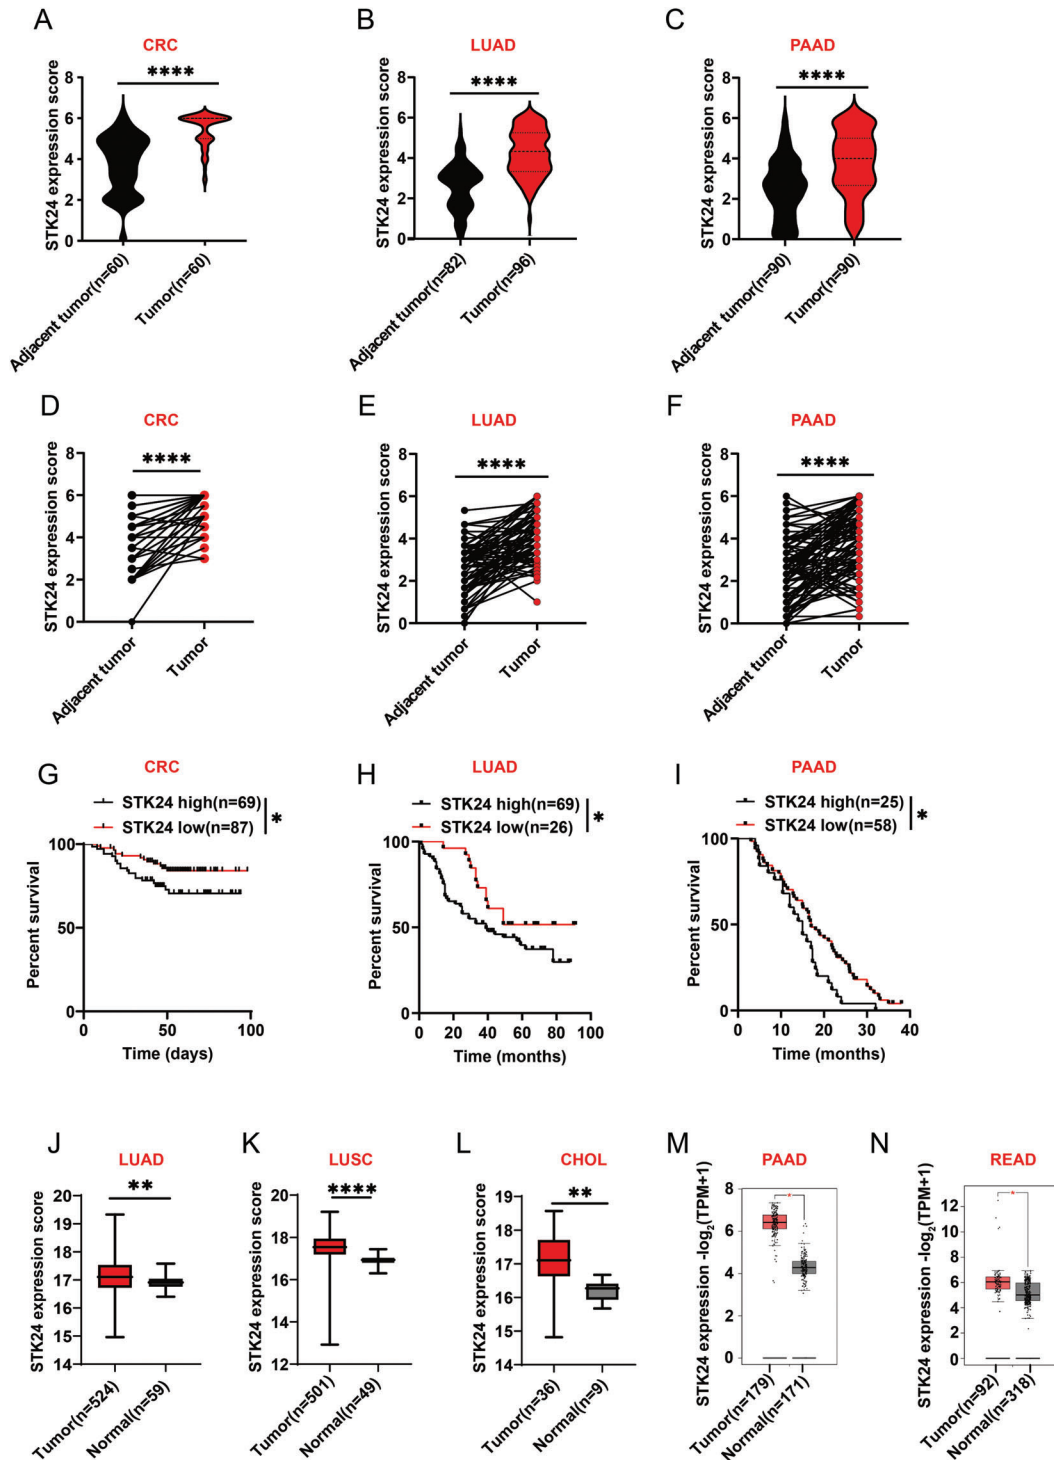 A
CRC
****
STK24 expression score
8
6
4
2
0
Adjacent tumor(n=60)
Tumor(n=60)
B
LUAD
****
STK24 expression score
8
6
4
2
0
Adjacent tumor(n=82)
Tumor(n=96)
C
PAAD
****
STK24 expression score
8
6
4
2
0
Adjacent tumor(n=90)
Tumor(n=90)
D
CRC
****
STK24 expression score
8
6
4
2
0
Adjacent tumor
Tumor
E
LUAD
****
STK24 expression score
8
6
4
2
0
Adjacent tumor
Tumor
F
PAAD
****
STK24 expression score
8
6
4
2
0
Adjacent tumor
Tumor
G
CRC
STK24 high(n=69)
STK24 low(n=87)
*
Percent survival
100
50
0
0 50 100
Time (days)
H
LUAD
STK24 high(n=69)
STK24 low(n=26)
*
Percent survival
100
50
0
0 20 40 60 80 100
Time (months)
I
PAAD
STK24 high(n=25)
STK24 low(n=58)
*
Percent survival
100
50
0
0 10 20 30 40
Time (months)
J
LUAD
**
STK24 expression score
20
19
18
17
16
15
14
Tumor(n=524)
Normal(n=59)
K
LUSC
****
STK24 expression score
20
18
16
14
12
Tumor(n=501)
Normal(n=49)
L
CHOL
**
STK24 expression score
19
18
17
16
15
14
Tumor(n=36)
Normal(n=9)
M
PAAD
*
STK24 expression -log2(TPM+1)
8
6
4
2
0
Tumor(n=179)
Normal(n=171)
N
READ
*
STK24 expression -log2(TPM+1)
12
10
8
6
4
2
0
Tumor(n=92)
Normal(n=318)